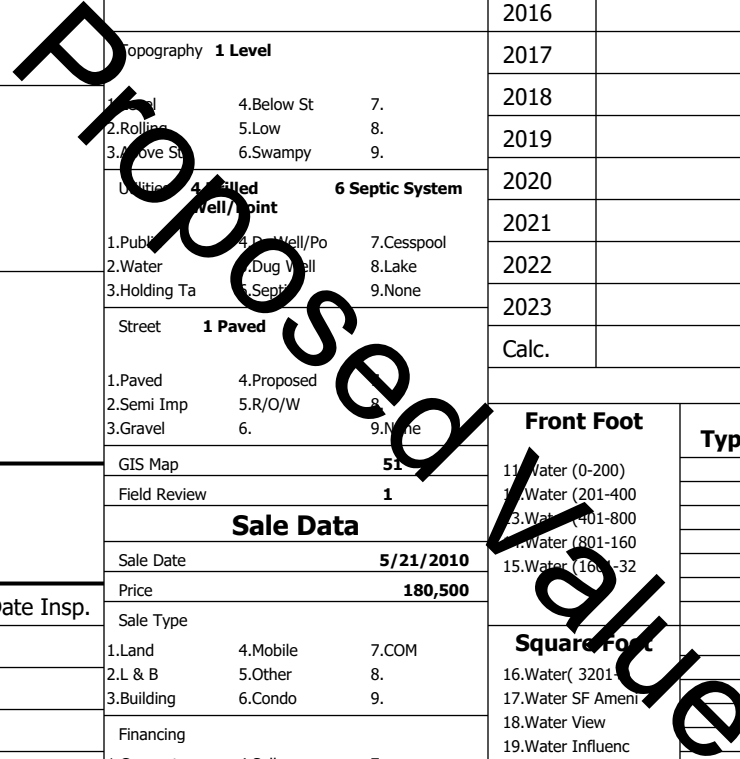 Topography 1 Level
1.Level 4.Below St 7.
2.Rolling 5.Low 8.
3.Above St 6.Swampy 9.
Utilities 4 Drilled 6 Septic System
Well/Point
1.Public 4.Dr Well/Po 7.Cesspool
2.Water 5.Dug Well 8.Lake
3.Holding Ta 6.Septic 9.None
Street 1 Paved
1.Paved 4.Proposed 7.
2.Semi Imp 5.R/O/W 8.
3.Gravel 6. 9.None
GIS Map 51
Field Review 1
Sale Data
Sale Date 5/21/2010
Price 180,500
Sale Type
1.Land 4.Mobile 7.COM
2.L & B 5.Other 8.
3.Building 6.Condo 9.
Financing
Date Insp.
2016
2017
2018
2019
2020
2021
2022
2023
Calc.
Front Foot
Typ
11.Water (0-200)
12.Water (201-400
13.Water (401-800
14.Water (801-160
15.Water (1601-32
Square Foot
16.Water( 3201-
17.Water SF Ameni
18.Water View
19.Water Influenc
Proposed Value